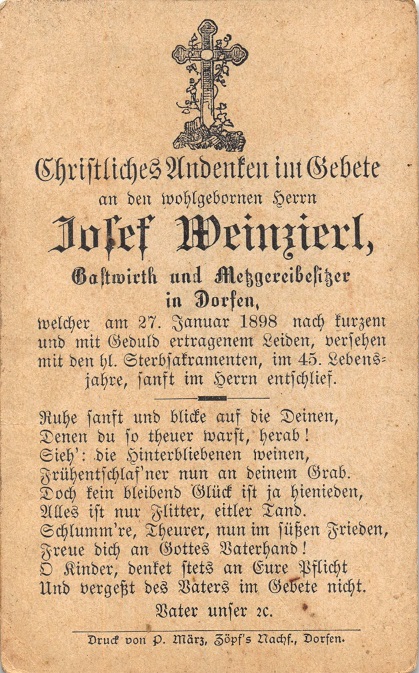 Christliches Andenken im Gebete
an den wohlgebornen Herrn
Josef Weinzierl,
Gastwirth und Metzgereibesitzer
in Dorfen,
welcher am 27. Januar 1898 nach kurzem
und mit Geduld ertragenem Leiden, versehen
mit den hl. Sterbsakramenten, im 45. Lebens-
jahre, sanft im Herrn entschlief.
Ruhe sanft und blicke auf die Deinen,
Denen du so theuer warst, herab!
Sieh': die Hinterbliebenen weinen,
Frühentschlaf'ner nun an deinem Grab.
Doch kein bleibend Glück ist ja hienieden,
Alles ist nur Flitter, eitler Tand.
Schlumm're, Theurer, nun im süßen Frieden,
Freue dich an Gottes Vaterhand!
O Kinder, denket stets an Eure Pflicht
Und vergeßt des Vaters im Gebete nicht.
Vater unser ꝛc.
Druck von P. März, Zöpf's Nachf., Dorfen.